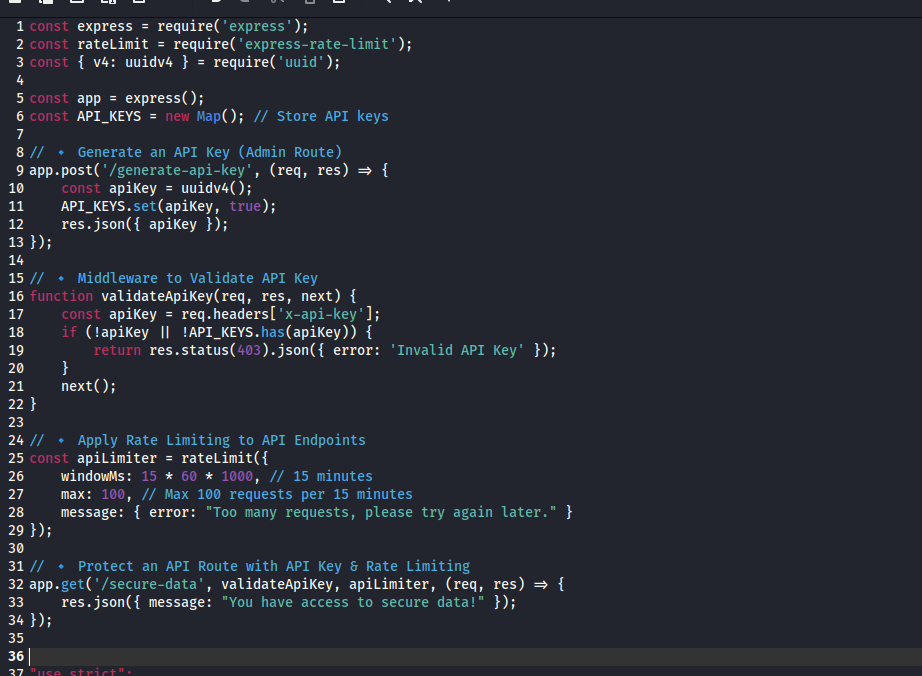 1 const express = require('express');
2 const rateLimit = require('express-rate-limit');
3 const { v4: uuidv4 } = require('uuid');
4
5 const app = express();
6 const API_KEYS = new Map(); // Store API keys
7
8 // 🔹 Generate an API Key (Admin Route)
9 app.post('/generate-api-key', (req, res) => {
10     const apiKey = uuidv4();
11     API_KEYS.set(apiKey, true);
12     res.json({ apiKey });
13 });
14
15 // 🔹 Middleware to Validate API Key
16 function validateApiKey(req, res, next) {
17     const apiKey = req.headers['x-api-key'];
18     if (!apiKey || !API_KEYS.has(apiKey)) {
19         return res.status(403).json({ error: 'Invalid API Key' });
20     }
21     next();
22 }
23
24 // 🔹 Apply Rate Limiting to API Endpoints
25 const apiLimiter = rateLimit({
26     windowMs: 15 * 60 * 1000, // 15 minutes
27     max: 100, // Max 100 requests per 15 minutes
28     message: { error: "Too many requests, please try again later." }
29 });
30
31 // 🔹 Protect an API Route with API Key & Rate Limiting
32 app.get('/secure-data', validateApiKey, apiLimiter, (req, res) => {
33     res.json({ message: "You have access to secure data!" });
34 });
35
36
37 "use strict";